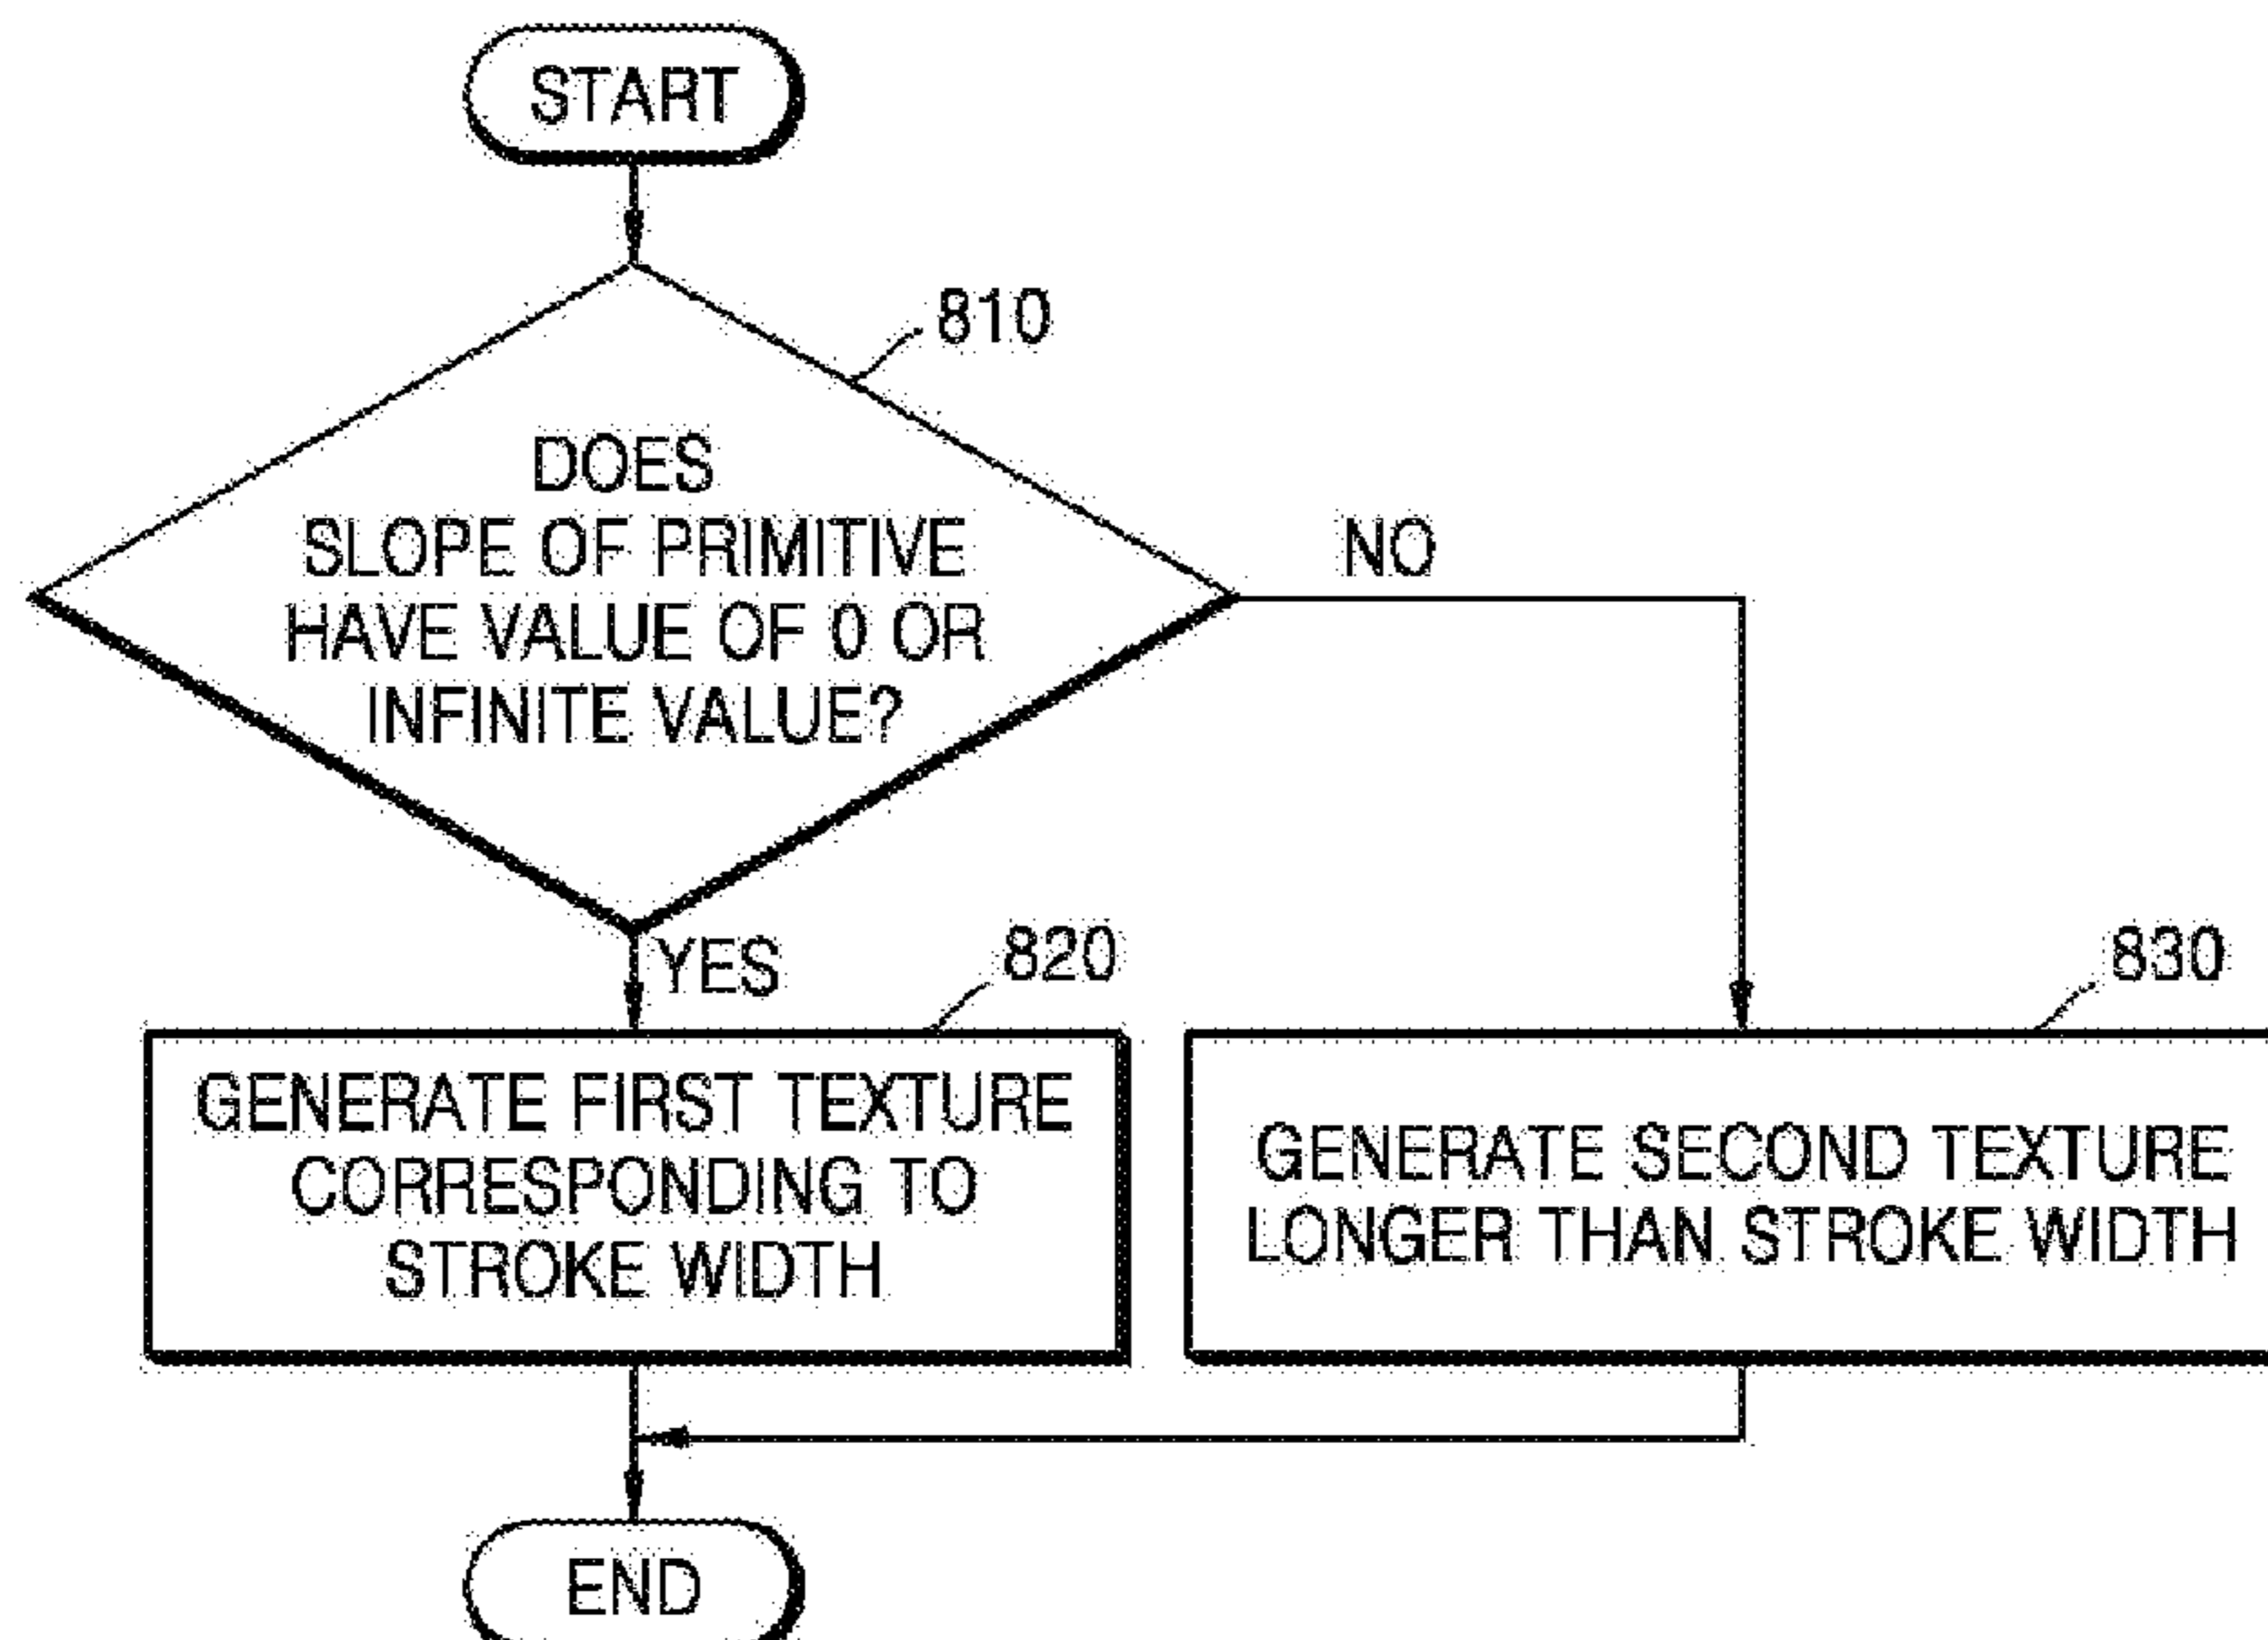 START
810
DOES
SLOPE OF PRIMITIVE
HAVE VALUE OF 0 OR
INFINITE VALUE?
NO
YES
820
830
GENERATE FIRST TEXTURE
CORRESPONDING TO
STROKE WIDTH
GENERATE SECOND TEXTURE
LONGER THAN STROKE WIDTH
END